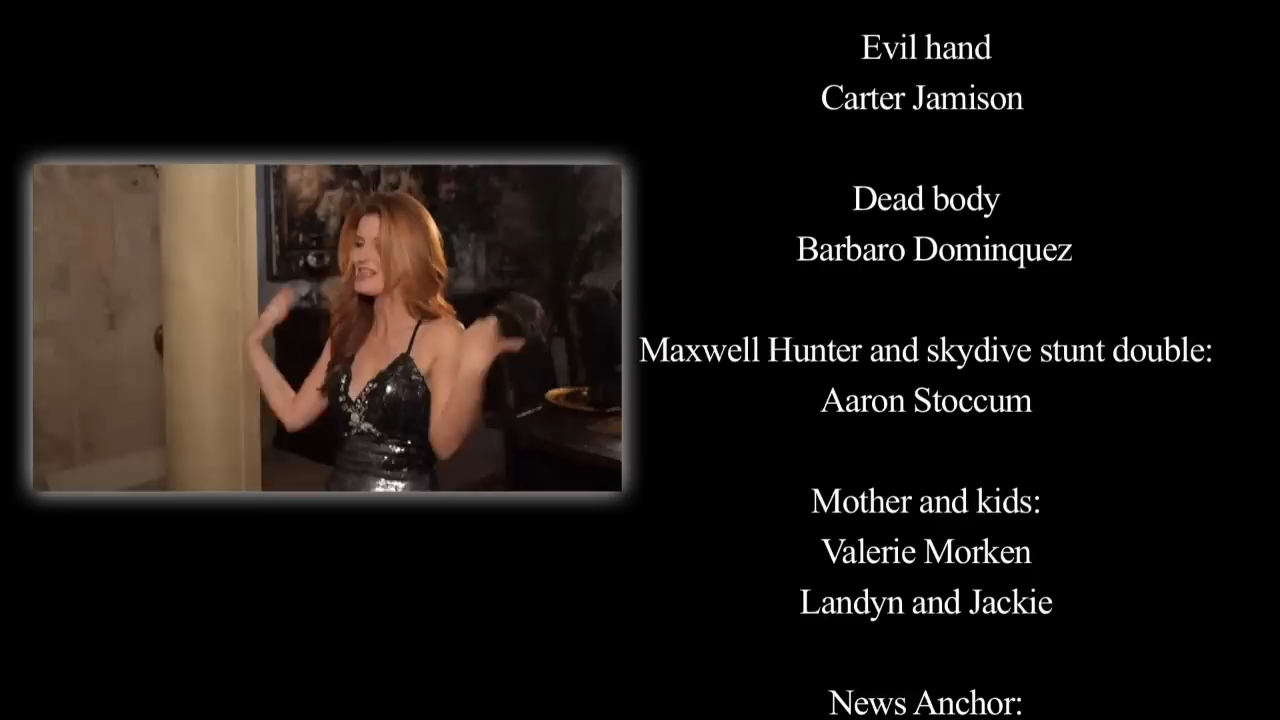 Evil hand
Carter Jamison
Dead body
Barbaro Dominquez
Maxwell Hunter and skydive stunt double:
Aaron Stoccum
Mother and kids:
Valerie Morken
Landyn and Jackie
News Anchor: